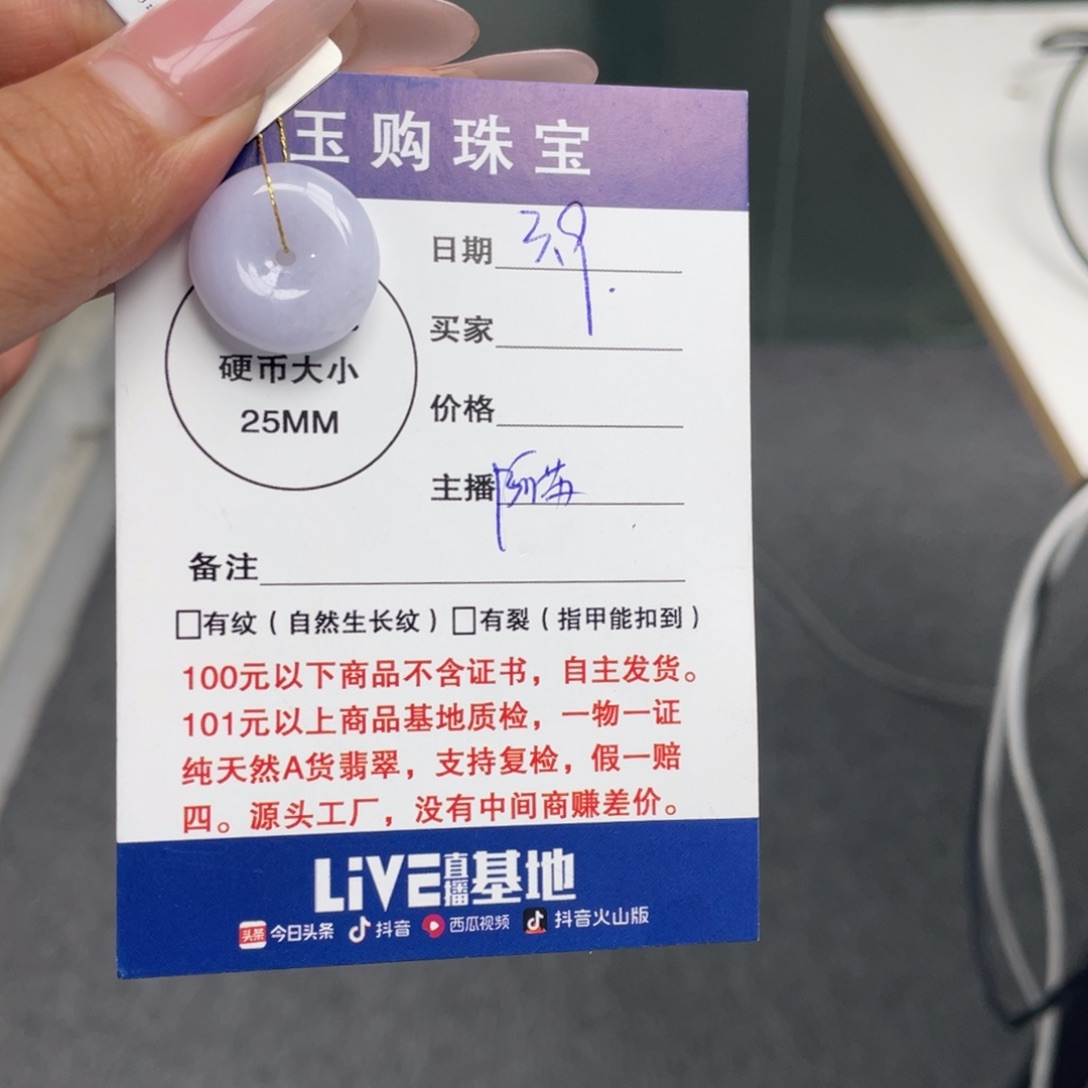 玉购珠宝
日期 3.9.
买家
硬币大小
25MM
价格
主播
备注
□有纹（自然生长纹）□有裂（指甲能扣到）
100元以下商品不含证书，自主发货。
101元以上商品基地质检，一物一证
纯天然A货翡翠，支持复检，假一赔
四。源头工厂，没有中间商赚差价。
LiVE直播基地
头条 今日头条 抖音 西瓜视频 抖音火山版